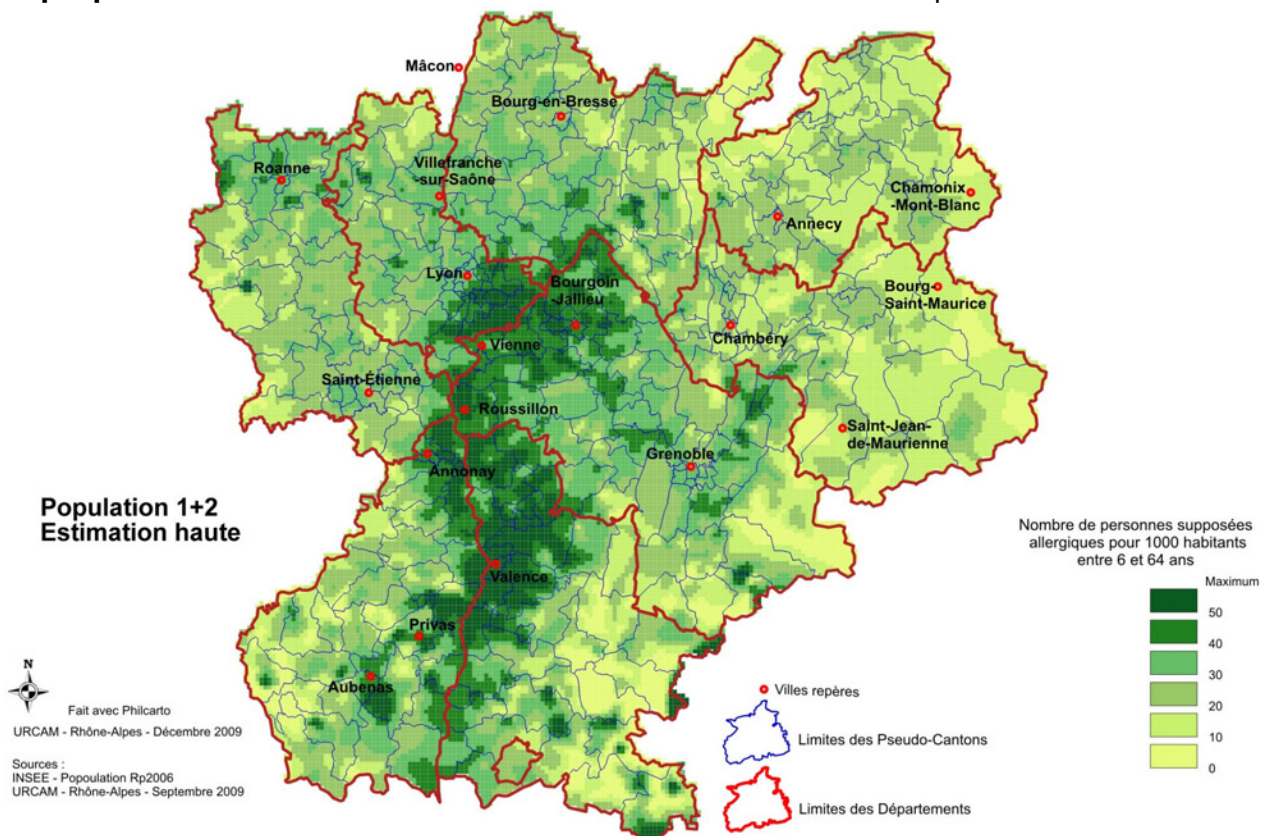 Mâcon
Bourg-en-Bresse
Roanne
Villefranche
-sur-Saône
Chamonix
-Mont-Blanc
Annecy
Lyon
Bourgoin
-Jallieu
Bourg-
Saint-Maurice
Chambéry
Vienne
Saint-Étienne
Roussillon
Saint-Jean-
de-Maurienne
Grenoble
Annonay
Population 1+2
Estimation haute
Valence
Privas
Aubenas
Nombre de personnes supposées
allergiques pour 1000 habitants
entre 6 et 64 ans
Maximum
50
40
30
20
10
0
N
Fait avec Philcarto
URCAM - Rhône-Alpes - Décembre 2009
Sources :
INSEE - Popoulation Rp2006
URCAM - Rhône-Alpes - Septembre 2009
Villes repères
Limites des Pseudo-Cantons
Limites des Départements